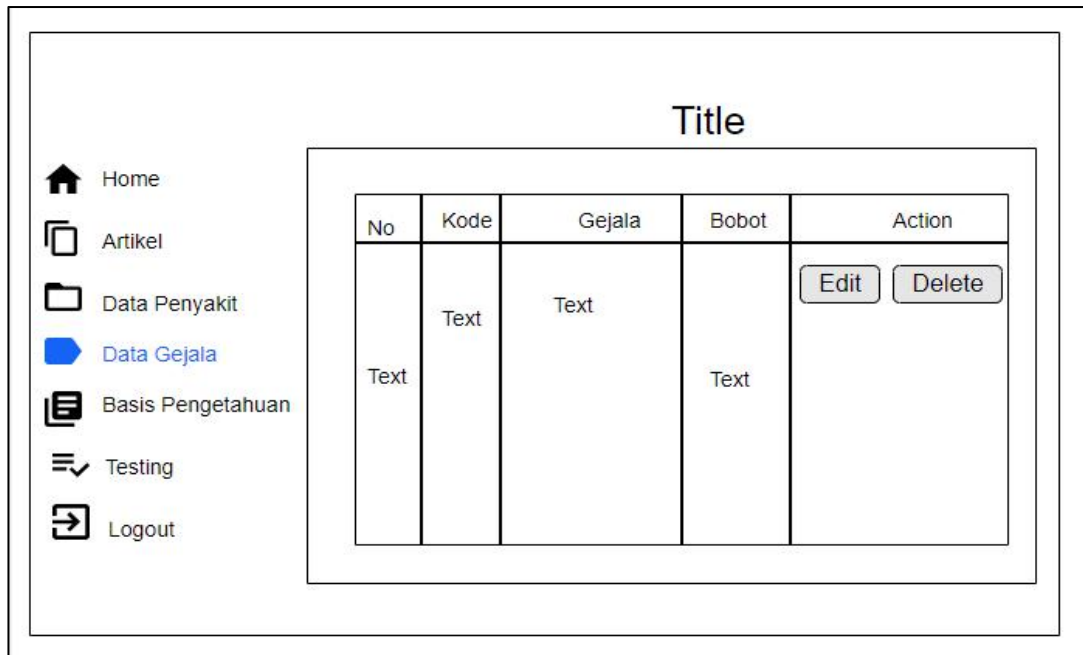 Title
Home
Artikel
Data Penyakit
Data Gejala
Basis Pengetahuan
Testing
Logout
No Kode Gejala Bobot Action
Edit Delete
Text Text
Text Text